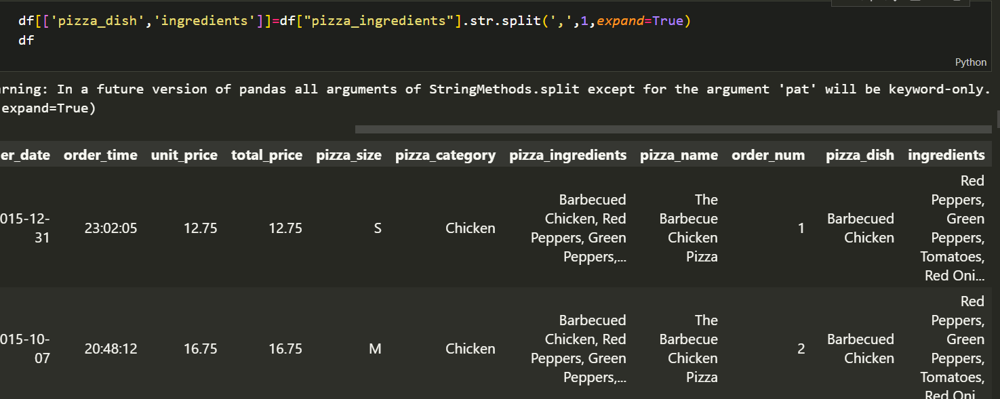 df[['pizza_dish','ingredients']]=df["pizza_ingredients"].str.split(',',1,expand=True)
df
Python
rning: In a future version of pandas all arguments of StringMethods.split except for the argument 'pat' will be keyword-only.
expand=True)
er_date order_time unit_price total_price pizza_size pizza_category pizza_ingredients pizza_name order_num pizza_dish ingredients
015-12-31 23:02:05 12.75 12.75 S Chicken Barbecued Chicken, Red Peppers, Green Peppers,... The Barbecue Chicken Pizza 1 Barbecued Chicken Red Peppers, Green Peppers, Tomatoes, Red Oni...
015-10-07 20:48:12 16.75 16.75 M Chicken Barbecued Chicken, Red Peppers, Green Peppers,... The Barbecue Chicken Pizza 2 Barbecued Chicken Red Peppers, Green Peppers, Tomatoes, Red Oni...